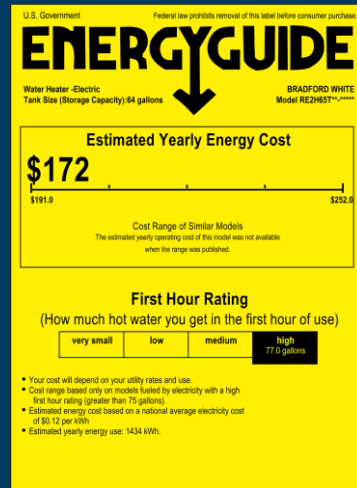 U.S. Government Federal law prohibits removal of this label before consumer purchase.
ENERGYGUIDE
Water Heater -Electric BRADFORD WHITE
Tank Size (Storage Capacity):64 gallons Model RE2H65T**-*****
Estimated Yearly Energy Cost
$172
$191.0 $252.0
Cost Range of Similar Models
The estimated yearly operating cost of this model was not available
when the range was published.
First Hour Rating
(How much hot water you get in the first hour of use)
very small low medium high
77.0 gallons
• Your cost will depend on your utility rates and use.
• Cost range based only on models fueled by electricity with a high
first hour rating (greater than 75 gallons).
• Estimated energy cost based on a national average electricity cost
of $0.12 per kWh
• Estimated yearly energy use: 1434 kWh.